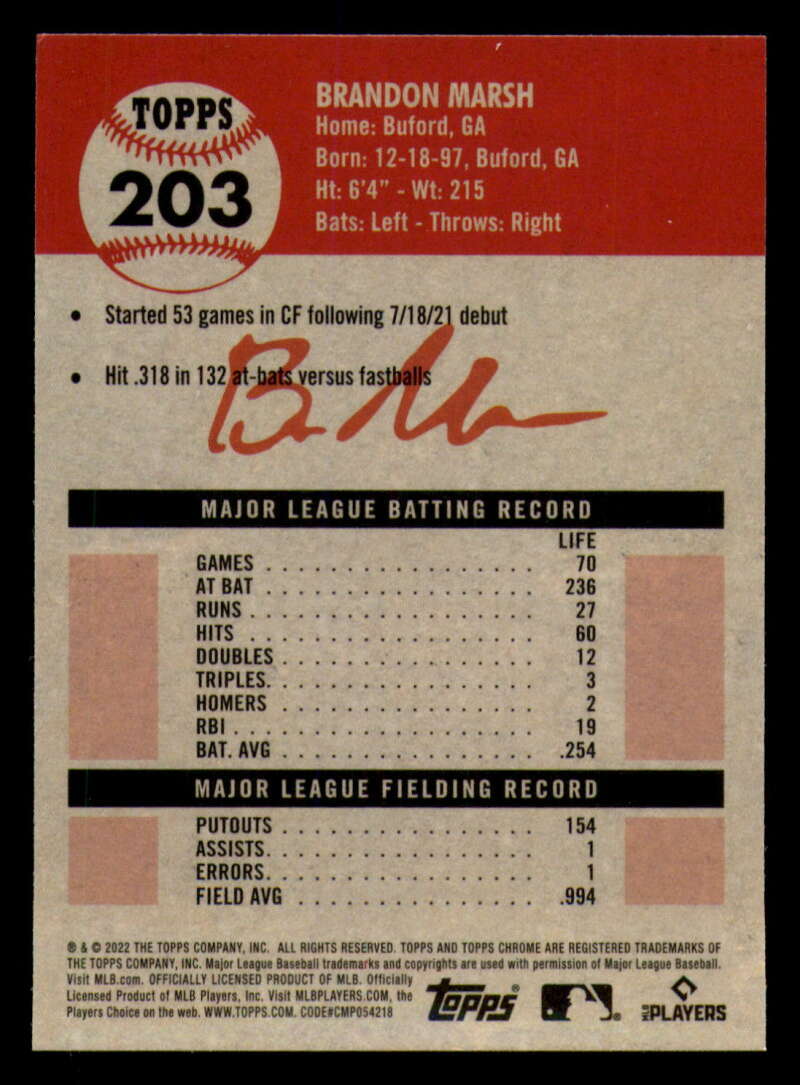 TOPPS
203
BRANDON MARSH
Home: Buford, GA
Born: 12-18-97, Buford, GA
Ht: 6'4" - Wt: 215
Bats: Left - Throws: Right
• Started 53 games in CF following 7/18/21 debut
• Hit .318 in 132 at-bats versus fastballs
MAJOR LEAGUE BATTING RECORD
LIFE
GAMES . . . . . . . . . . . . . . . . 70
AT BAT . . . . . . . . . . . . . . . . 236
RUNS . . . . . . . . . . . . . . . . 27
HITS . . . . . . . . . . . . . . . . 60
DOUBLES . . . . . . . . . . . . . . . 12
TRIPLES. . . . . . . . . . . . . . . . 3
HOMERS . . . . . . . . . . . . . . . 2
RBI . . . . . . . . . . . . . . . . . 19
BAT. AVG . . . . . . . . . . . . . . . .254
MAJOR LEAGUE FIELDING RECORD
PUTOUTS . . . . . . . . . . . . . . . 154
ASSISTS. . . . . . . . . . . . . . . . 1
ERRORS. . . . . . . . . . . . . . . . 1
FIELD AVG . . . . . . . . . . . . . . .994
® & © 2022 THE TOPPS COMPANY, INC. ALL RIGHTS RESERVED. TOPPS AND TOPPS CHROME ARE REGISTERED TRADEMARKS OF
THE TOPPS COMPANY, INC. Major League Baseball trademarks and copyrights are used with permission of Major League Baseball.
Visit MLB.com. OFFICIALLY LICENSED PRODUCT OF MLB. Officially
Licensed Product of MLB Players, Inc. Visit MLBPLAYERS.COM, the
Players Choice on the web. WWW.TOPPS.COM. CODE#CMP054218
topps®
MLB PLAYERS